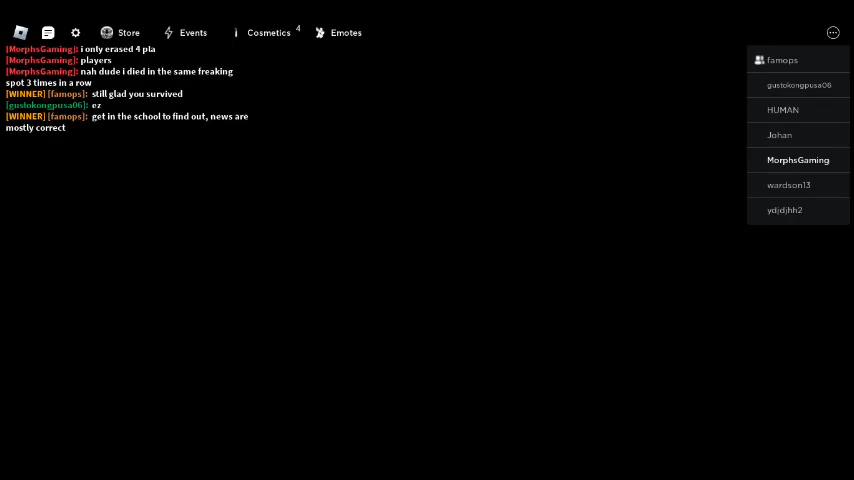 Store Events Cosmetics 4 Emotes
[MorphsGaming]: i only erased 4 pla
[MorphsGaming]: players
[MorphsGaming]: nah dude i died in the same freaking
spot 3 times in a row
[WINNER] [famops]: still glad you survived
[gustokongpusa06]: ez
[WINNER] [famops]: get in the school to find out, news are
mostly correct
famops
gustokongpusa06
HUMAN
Johan
MorphsGaming
wardson13
ydjdjhh2